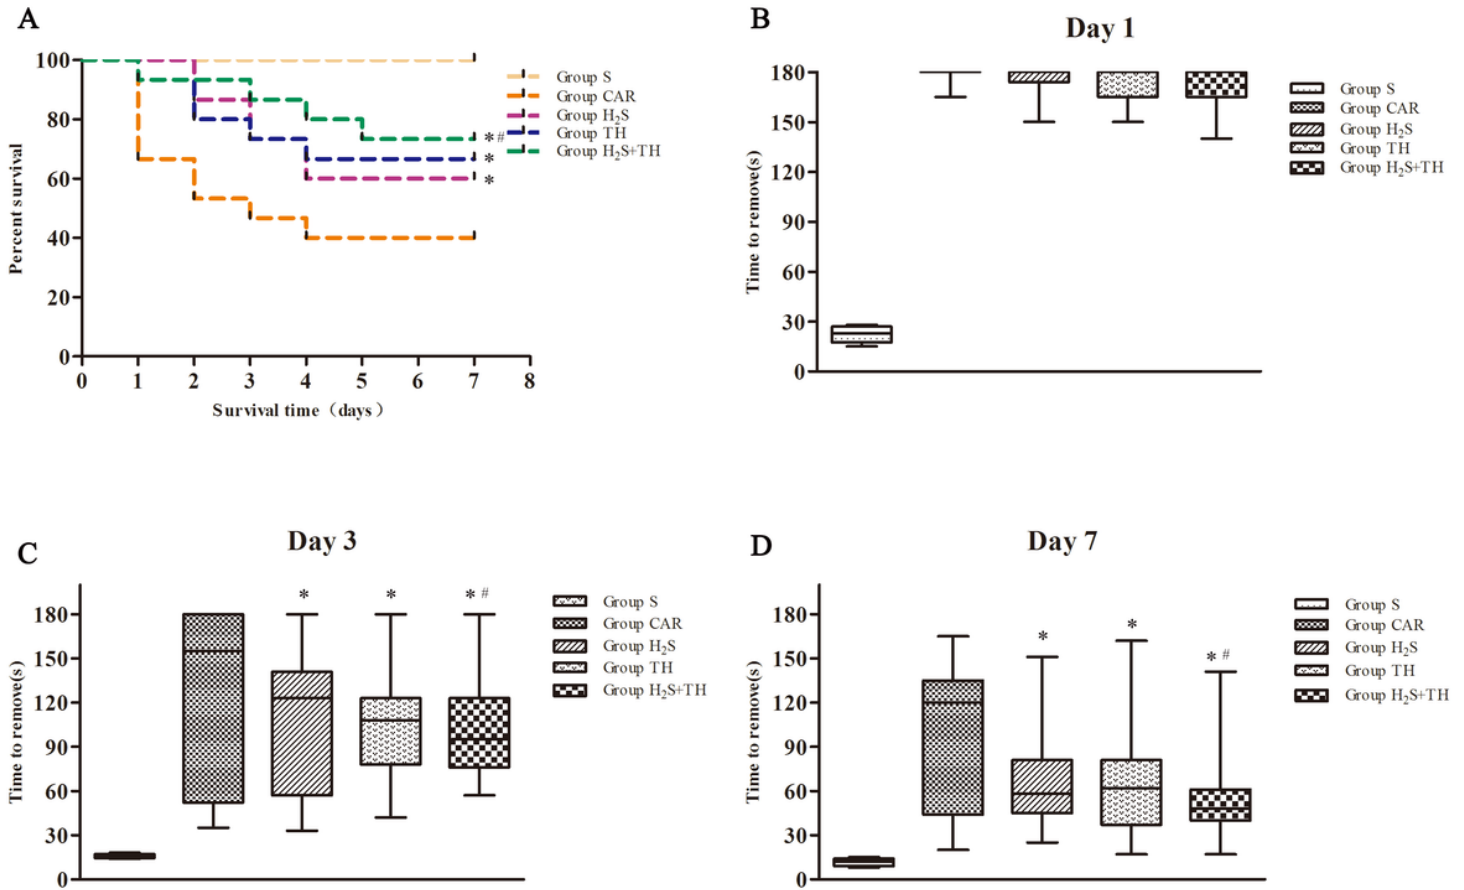 A
100
80
60
40
20
0
0 1 2 3 4 5 6 7 8
Percent survival
Survival time（days）
*#
*
*
Group S
Group CAR
Group H₂S
Group TH
Group H₂S+TH
B
Day 1
180
150
120
90
60
30
0
Time to remove(s)
Group S
Group CAR
Group H₂S
Group TH
Group H₂S+TH
C
Day 3
180
150
120
90
60
30
0
Time to remove(s)
* * * #
Group S
Group CAR
Group H₂S
Group TH
Group H₂S+TH
D
Day 7
180
150
120
90
60
30
0
Time to remove(s)
* * * #
Group S
Group CAR
Group H₂S
Group TH
Group H₂S+TH